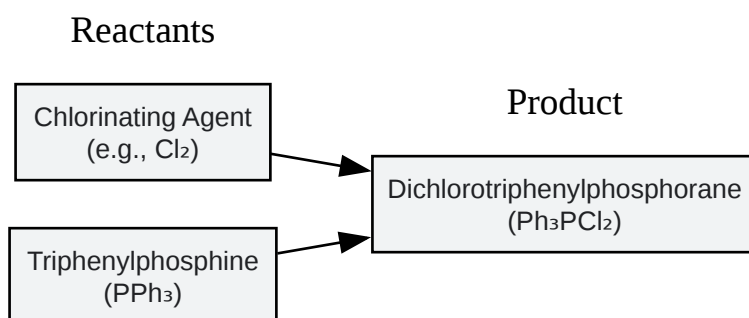 Reactants
Chlorinating Agent
(e.g., Cl₂)
Triphenylphosphine
(PPh₃)
Product
Dichlorotriphenylphosphorane
(Ph₃PCl₂)